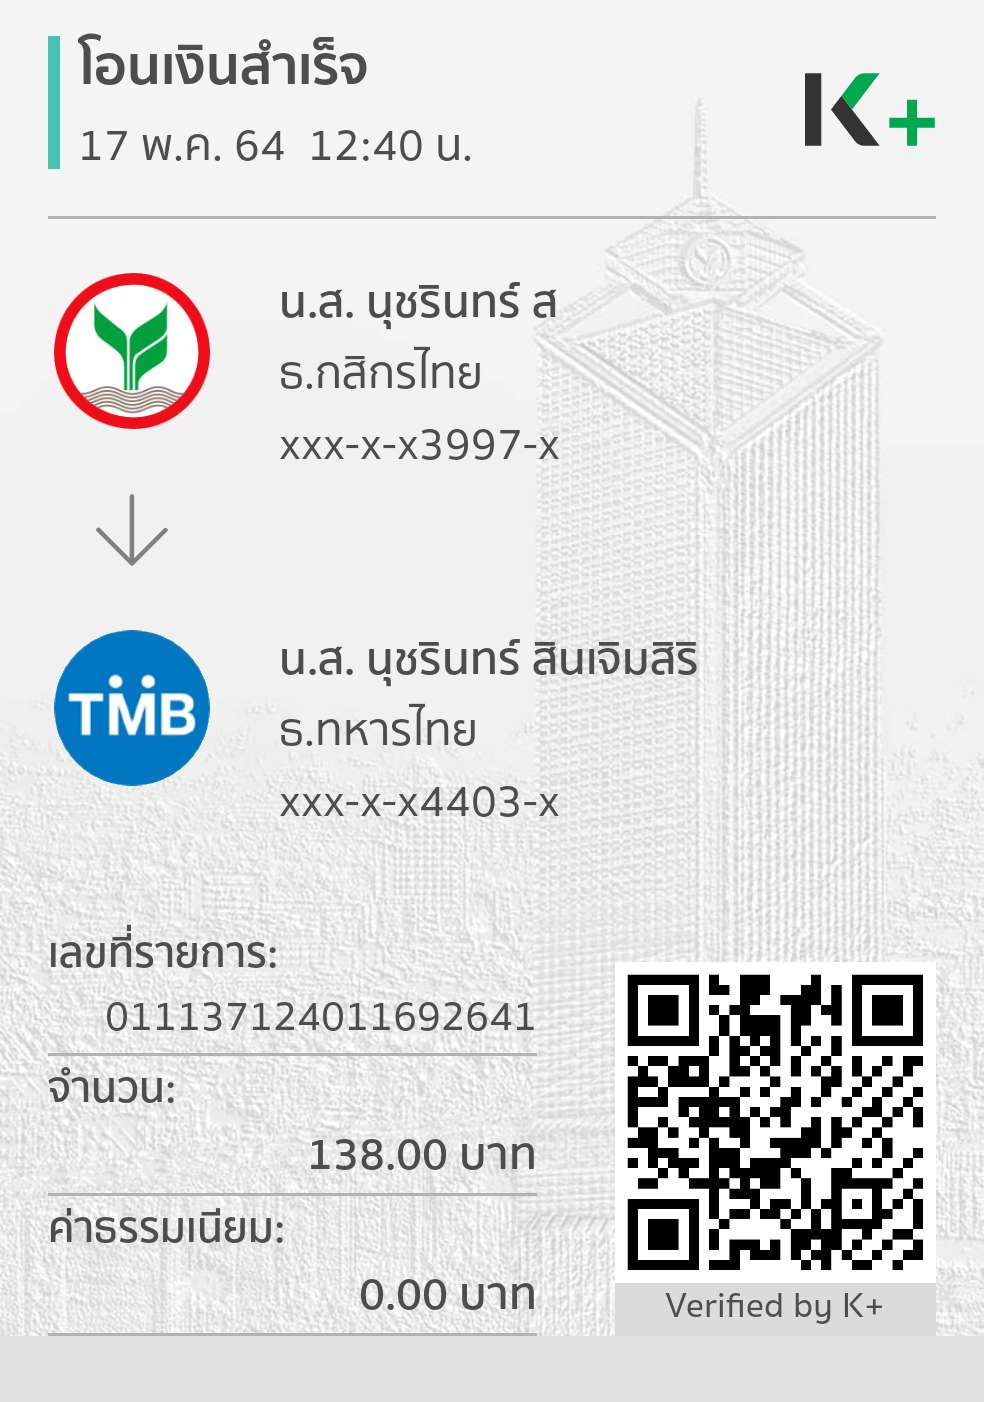 โอนเงินสำเร็จ
17 พ.ค. 64  12:40 น.
K+
น.ส. นุชรินทร์ ส
ธ.กสิกรไทย
xxx-x-x3997-x
TMB
น.ส. นุชรินทร์ สินเจิมสิริ
ธ.ทหารไทย
xxx-x-x4403-x
เลขที่รายการ:
011137124011692641
จำนวน:
138.00 บาท
ค่าธรรมเนียม:
0.00 บาท
Verified by K+